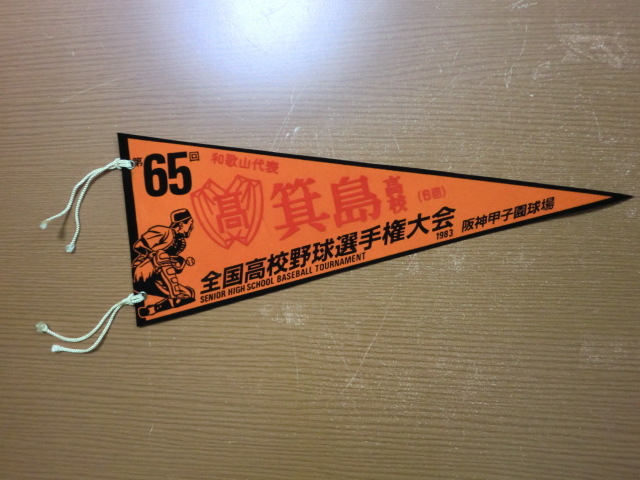 第65回
和歌山代表
高
箕島高校(6回)
全国高校野球選手権大会
1983
阪神甲子園球場
SENIOR HIGH SCHOOL BASEBALL TOURNAMENT